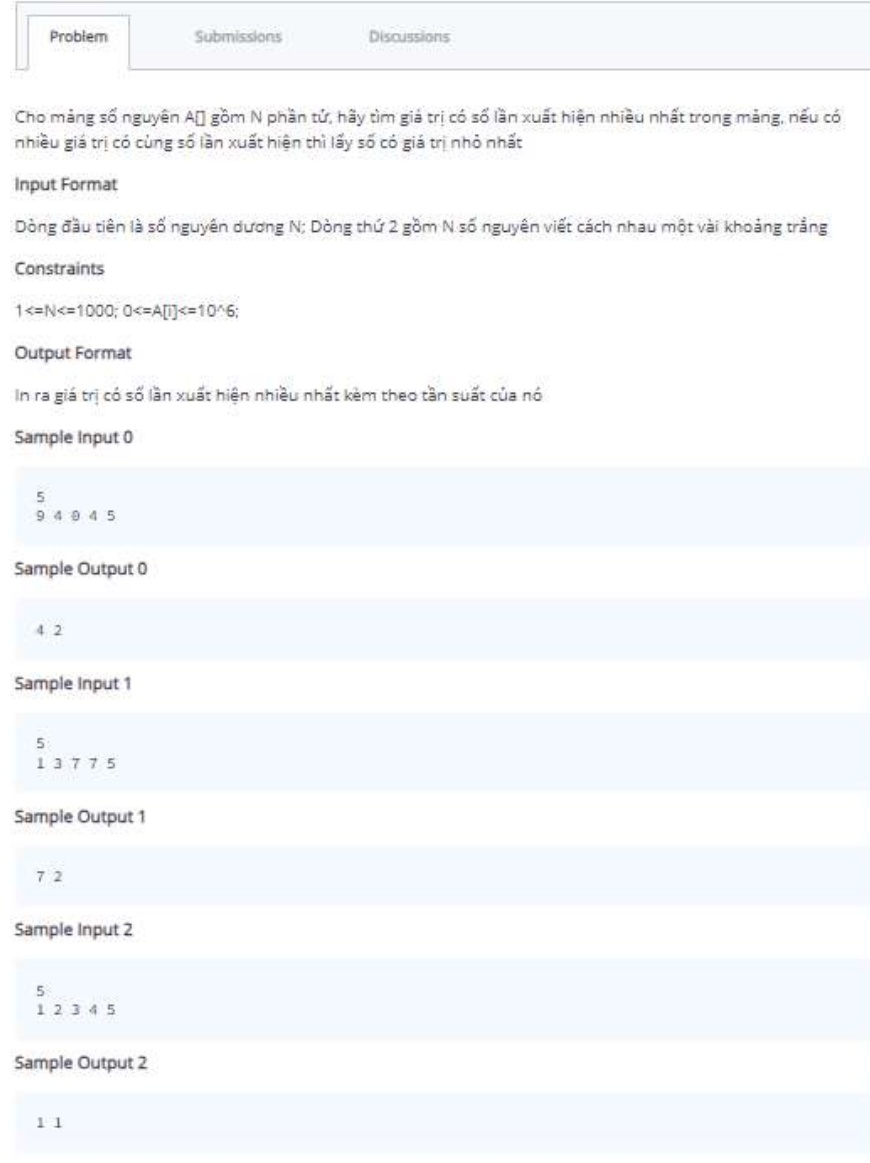 Problem Submissions Discussions
Cho mảng số nguyên A[] gồm N phần tử, hãy tìm giá trị có số lần xuất hiện nhiều nhất trong mảng, nếu có
nhiều giá trị có cùng số lần xuất hiện thì lấy số có giá trị nhỏ nhất
Input Format
Dòng đầu tiên là số nguyên dương N; Dòng thứ 2 gồm N số nguyên viết cách nhau một vài khoảng trắng
Constraints
1<=N<=1000; 0<=A[i]<=10^6;
Output Format
In ra giá trị có số lần xuất hiện nhiều nhất kèm theo tần suất của nó
Sample Input 0
5
9 4 0 4 5
Sample Output 0
4 2
Sample Input 1
5
1 3 7 7 5
Sample Output 1
7 2
Sample Input 2
5
1 2 3 4 5
Sample Output 2
1 1